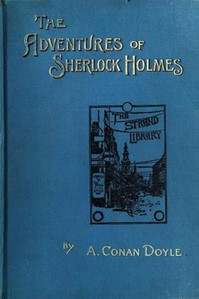 THE
ADVENTURES OF
SHERLOCK HOLMES
THE
STRAND
LIBRARY
BY A. CONAN DOYLE